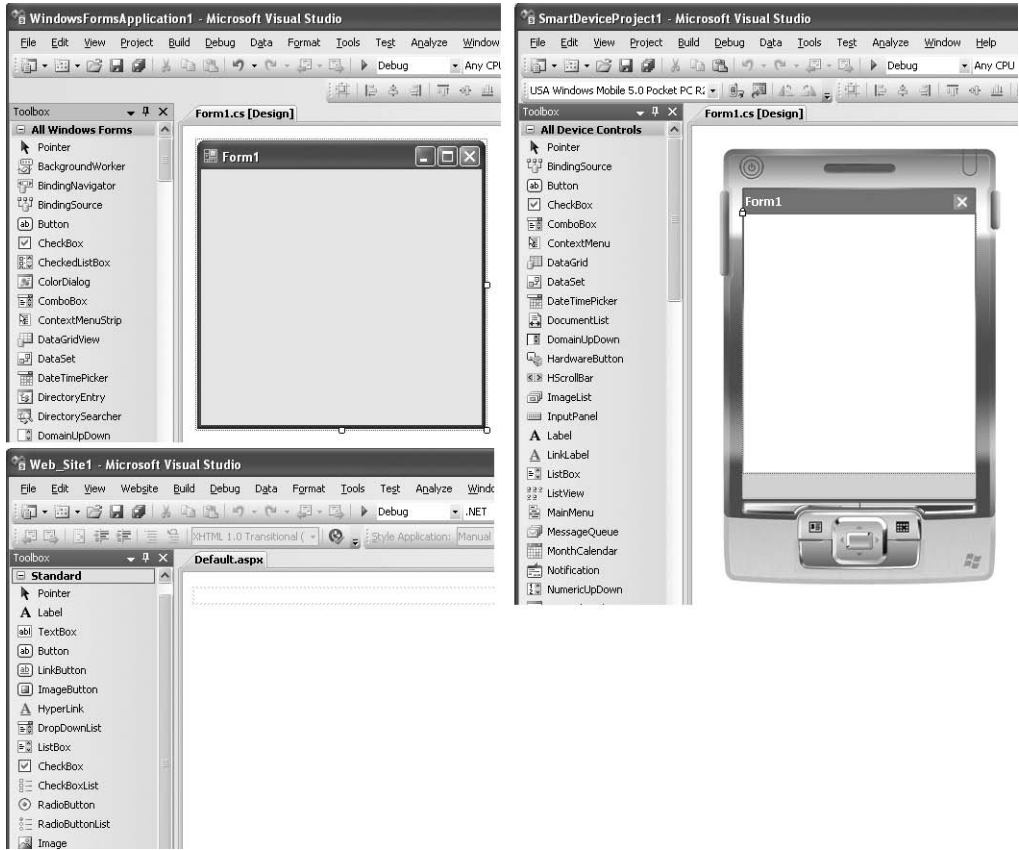 WindowsFormsApplication1 - Microsoft Visual Studio
File Edit View Project Build Debug Data Format Tools Test Analyze Window
Debug Any CPU
Toolbox
Form1.cs [Design]
All Windows Forms
Pointer
BackgroundWorker
BindingNavigator
BindingSource
Button
CheckBox
CheckedListBox
ColorDialog
ComboBox
ContextMenuStrip
DataGridView
DataSet
DateTimePicker
DirectoryEntry
DirectorySearcher
DomainUpDown
Form1
SmartDeviceProject1 - Microsoft Visual Studio
File Edit View Project Build Debug Data Tools Test Analyze Window Help
Debug Any CPU
USA Windows Mobile 5.0 Pocket PC
Toolbox
Form1.cs [Design]
All Device Controls
Pointer
BindingSource
Button
CheckBox
ComboBox
ContextMenu
DataGrid
DataSet
DateTimePicker
DocumentList
DomainUpDown
HardwareButton
HScrollBar
ImageList
InputPanel
Label
LinkLabel
ListBox
ListView
MainMenu
MessageQueue
MonthCalendar
Notification
NumericUpDown
Form1
Web_Site1 - Microsoft Visual Studio
File Edit View Website Build Debug Data Format Tools Test Analyze Windo
Debug .NET
XHTML 1.0 Transitional ( Style Application: Manual
Toolbox
Default.aspx
Standard
Pointer
Label
TextBox
Button
LinkButton
ImageButton
HyperLink
DropDownList
ListBox
CheckBox
CheckBoxList
RadioButton
RadioButtonList
Image